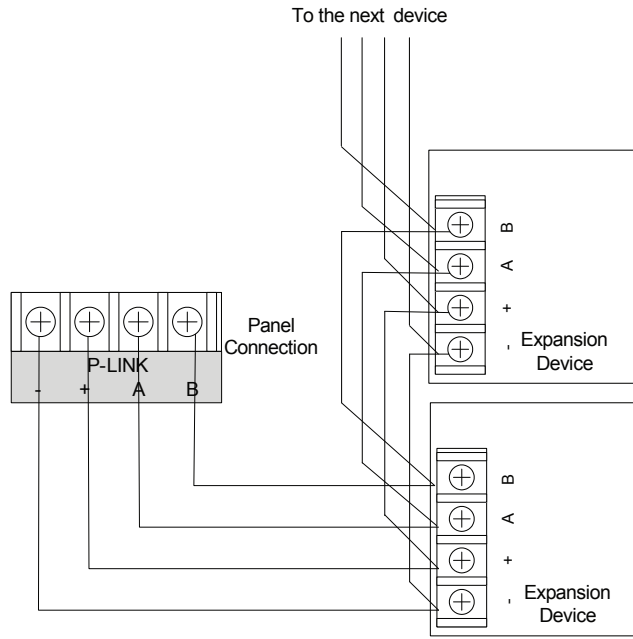 To the next device
B
A
+
-
Expansion
Device
Panel
Connection
P-LINK
- + A B
B
A
+
-
Expansion
Device